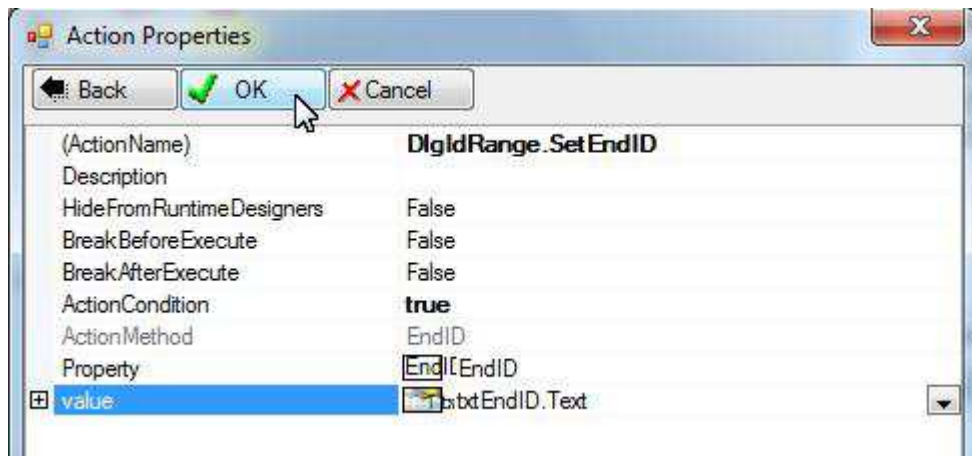 Action Properties
Back OK Cancel
(ActionName) DlgIdRange.SetEndID
Description
HideFromRuntimeDesigners False
BreakBeforeExecute False
BreakAfterExecute False
ActionCondition true
ActionMethod EndID
Property EndID
value txtEndID.Text